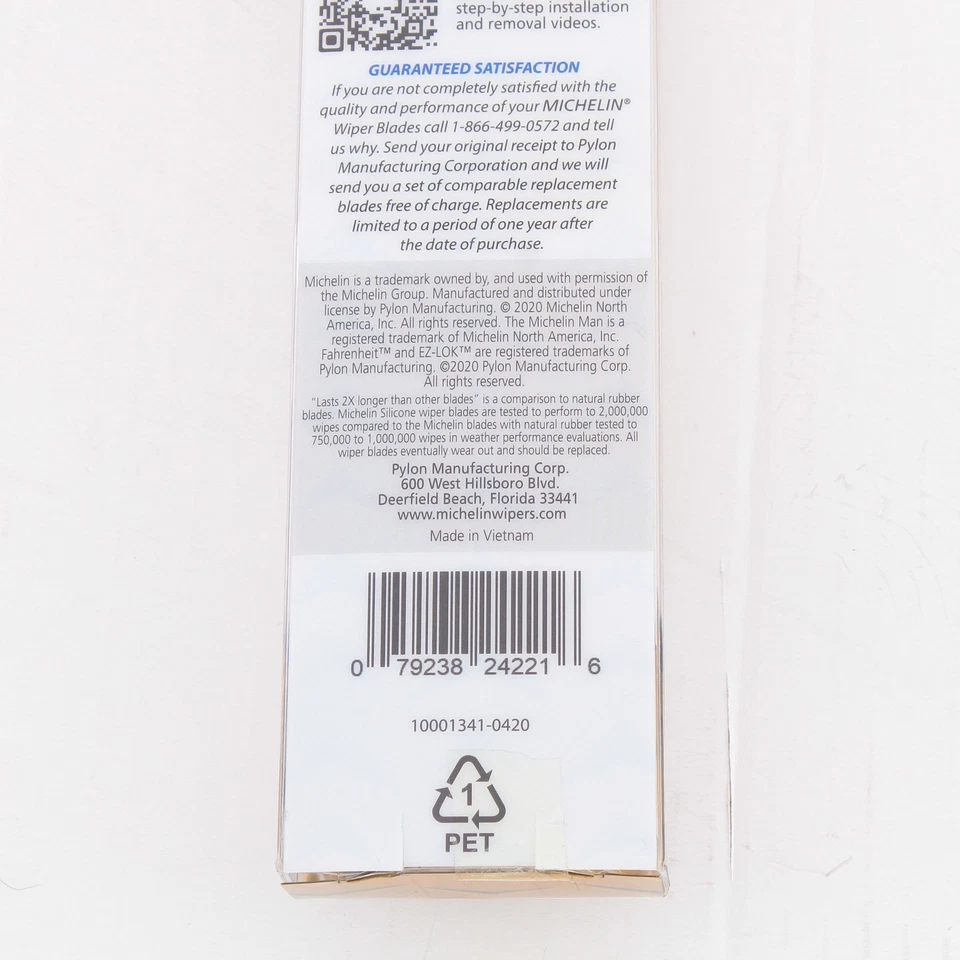 step-by-step installation
and removal videos.
GUARANTEED SATISFACTION
If you are not completely satisfied with the
quality and performance of your MICHELIN®
Wiper Blades call 1-866-499-0572 and tell
us why. Send your original receipt to Pylon
Manufacturing Corporation and we will
send you a set of comparable replacement
blades free of charge. Replacements are
limited to a period of one year after
the date of purchase.
Michelin is a trademark owned by, and used with permission of
the Michelin Group. Manufactured and distributed under
license by Pylon Manufacturing. © 2020 Michelin North
America, Inc. All rights reserved. The Michelin Man is a
registered trademark of Michelin North America, Inc.
Fahrenheit™ and EZ-LOK™ are registered trademarks of
Pylon Manufacturing. ©2020 Pylon Manufacturing Corp.
All rights reserved.
"Lasts 2X longer than other blades" is a comparison to natural rubber
blades. Michelin Silicone wiper blades are tested to perform to 2,000,000
wipes compared to the Michelin blades with natural rubber tested to
750,000 to 1,000,000 wipes in weather performance evaluations. All
wiper blades eventually wear out and should be replaced.
Pylon Manufacturing Corp.
600 West Hillsboro Blvd.
Deerfield Beach, Florida 33441
www.michelinwipers.com
Made in Vietnam
0 79238 24221 6
10001341-0420
1
PET